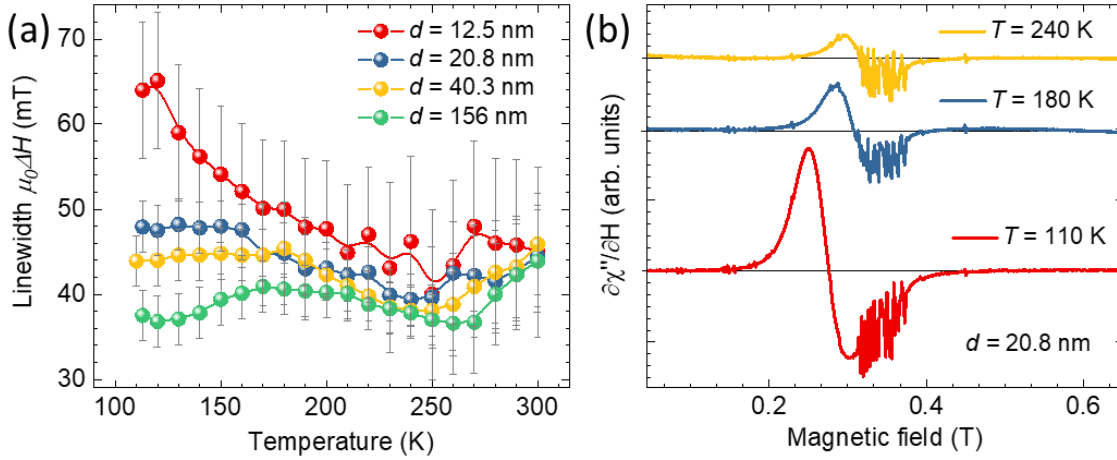 (a)
70
60
50
40
30
Linewidth μ₀ΔH (mT)
d = 12.5 nm
d = 20.8 nm
d = 40.3 nm
d = 156 nm
100 150 200 250 300
Temperature (K)
(b)
∂χ''/∂H (arb. units)
T = 240 K
T = 180 K
T = 110 K
d = 20.8 nm
0.2 0.4 0.6
Magnetic field (T)